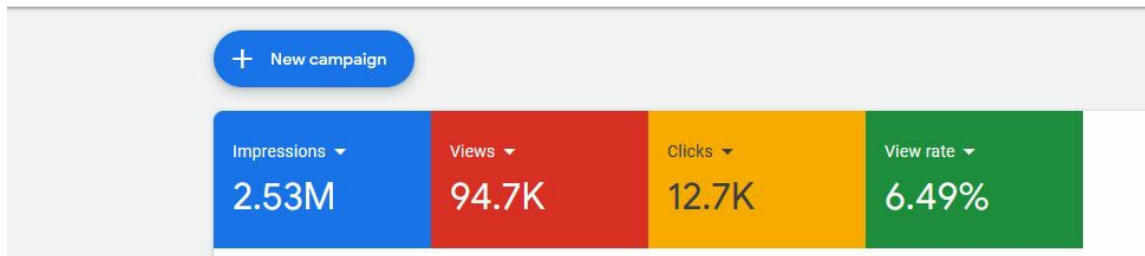 + New campaign
Impressions Views Clicks View rate
2.53M 94.7K 12.7K 6.49%